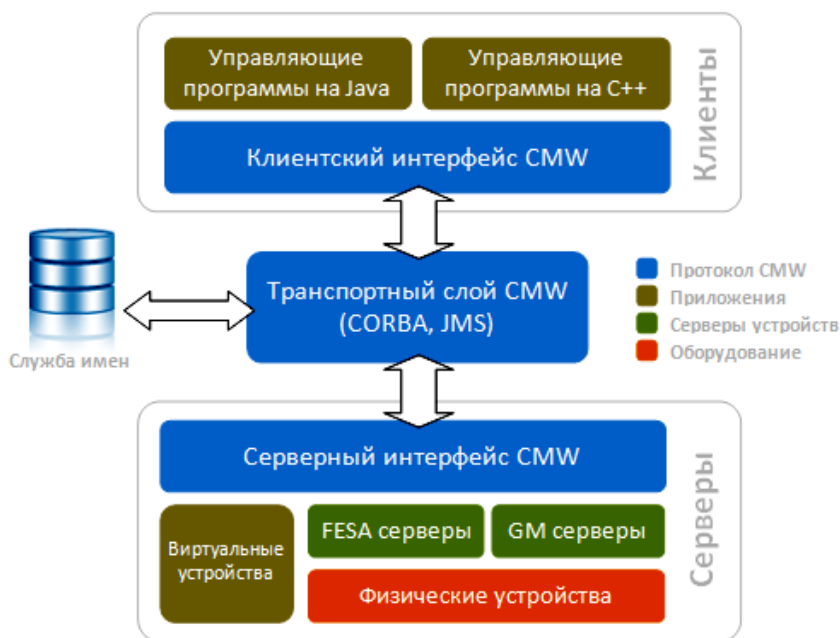 Управляющие
программы на Java
Управляющие
программы на C++
Клиентский интерфейс CMW
Клиенты
Транспортный слой CMW
(CORBA, JMS)
Служба имен
Протокол CMW
Приложения
Серверы устройств
Оборудование
Серверный интерфейс CMW
Виртуальные
устройства
FESA серверы
GM серверы
Физические устройства
Серверы